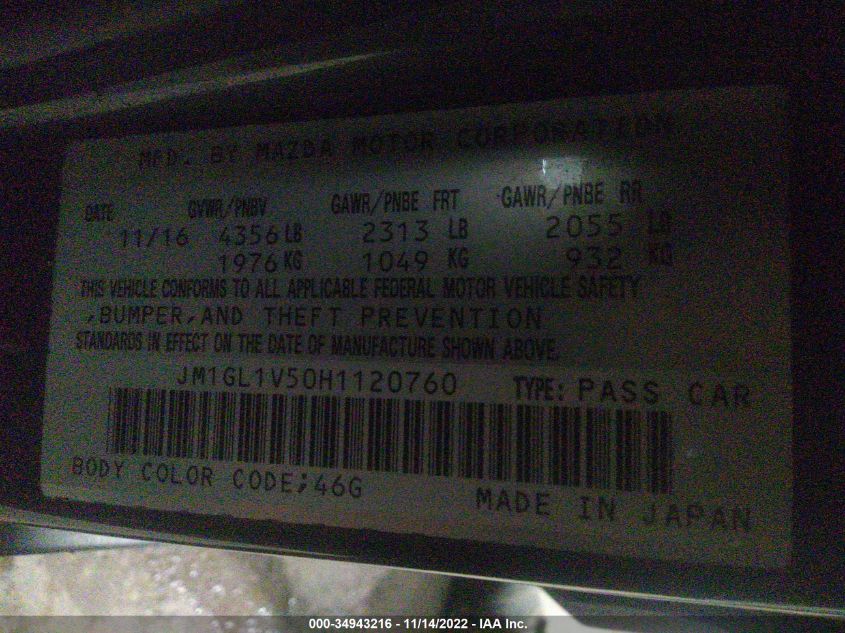 MFD. BY MAZDA MOTOR CORPORATION
DATE GVWR/PNBV GAWR/PNBE FRT GAWR/PNBE RR
11/16 4356 LB 2313 LB 2055 LB
1976 KG 1049 KG 932 KG
THIS VEHICLE CONFORMS TO ALL APPLICABLE FEDERAL MOTOR VEHICLE SAFETY
,BUMPER,AND THEFT PREVENTION
STANDARDS IN EFFECT ON THE DATE OF MANUFACTURE SHOWN ABOVE.
JM1GL1V50H1120760 TYPE: PASS CAR
BODY COLOR CODE;46G
MADE IN JAPAN
000-34943216 - 11/14/2022 - IAA Inc.